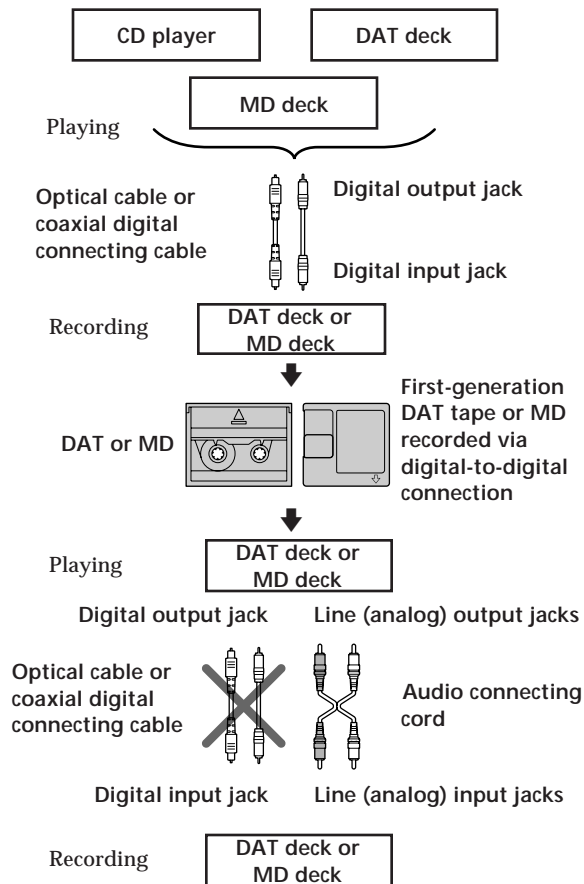 CD player
DAT deck
MD deck
Playing
Optical cable or
coaxial digital
connecting cable
Digital output jack
Digital input jack
Recording
DAT deck or
MD deck
DAT or MD
First-generation
DAT tape or MD
recorded via
digital-to-digital
connection
Playing
DAT deck or
MD deck
Digital output jack
Line (analog) output jacks
Optical cable or
coaxial digital
connecting cable
Audio connecting
cord
Digital input jack
Line (analog) input jacks
Recording
DAT deck or
MD deck